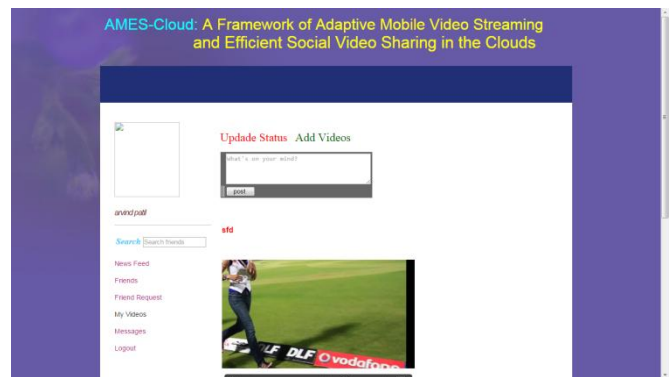 AMES-Cloud: A Framework of Adaptive Mobile Video Streaming
and Efficient Social Video Sharing in the Clouds
Updade Status Add Videos
What's on your mind?
post
arvind patil
sfd
Search Search friends
News Feed
Friends
Friend Request
My Videos
Messages
Logout
LF DLF vodafone